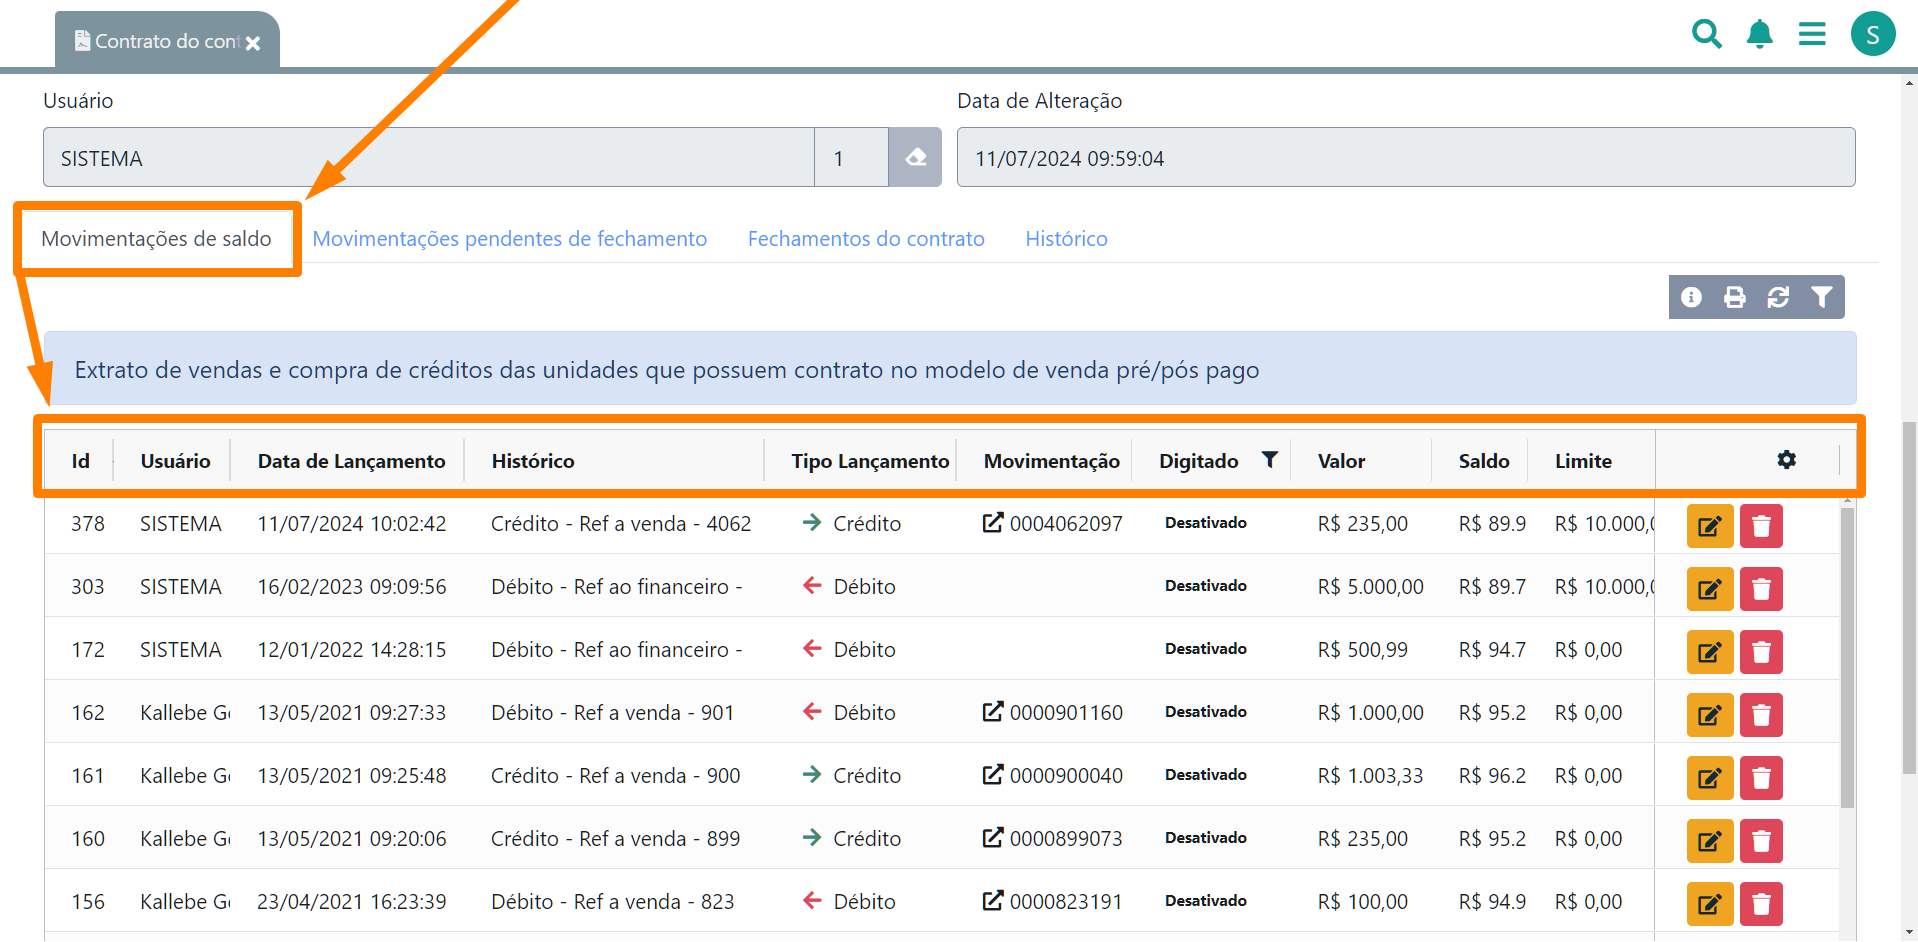 Contrato do cont
S
Usuário
Data de Alteração
SISTEMA 1
11/07/2024 09:59:04
Movimentações de saldo Movimentações pendentes de fechamento Fechamentos do contrato Histórico
Extrato de vendas e compra de créditos das unidades que possuem contrato no modelo de venda pré/pós pago
Id Usuário Data de Lançamento Histórico Tipo Lançamento Movimentação Digitado Valor Saldo Limite
378 SISTEMA 11/07/2024 10:02:42 Crédito - Ref a venda - 4062 Crédito 0004062097 Desativado R$ 235,00 R$ 89.9 R$ 10.000,0
303 SISTEMA 16/02/2023 09:09:56 Débito - Ref ao financeiro - Débito Desativado R$ 5.000,00 R$ 89.7 R$ 10.000,0
172 SISTEMA 12/01/2022 14:28:15 Débito - Ref ao financeiro - Débito Desativado R$ 500,99 R$ 94.7 R$ 0,00
162 Kallebe Go 13/05/2021 09:27:33 Débito - Ref a venda - 901 Débito 0000901160 Desativado R$ 1.000,00 R$ 95.2 R$ 0,00
161 Kallebe Go 13/05/2021 09:25:48 Crédito - Ref a venda - 900 Crédito 0000900040 Desativado R$ 1.003,33 R$ 96.2 R$ 0,00
160 Kallebe Go 13/05/2021 09:20:06 Crédito - Ref a venda - 899 Crédito 0000899073 Desativado R$ 235,00 R$ 95.2 R$ 0,00
156 Kallebe Go 23/04/2021 16:23:39 Débito - Ref a venda - 823 Débito 0000823191 Desativado R$ 100,00 R$ 94.9 R$ 0,00